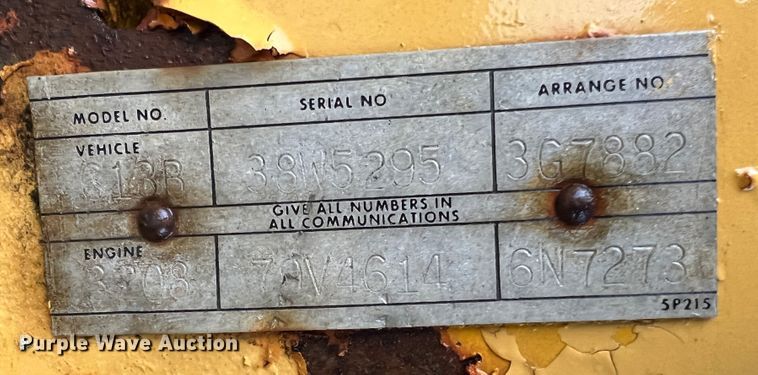 MODEL NO. SERIAL NO ARRANGE NO.
VEHICLE
38W5295 3G7882
GIVE ALL NUMBERS IN
ALL COMMUNICATIONS
ENGINE
3208 6N7273
5P215
Purple Wave Auction